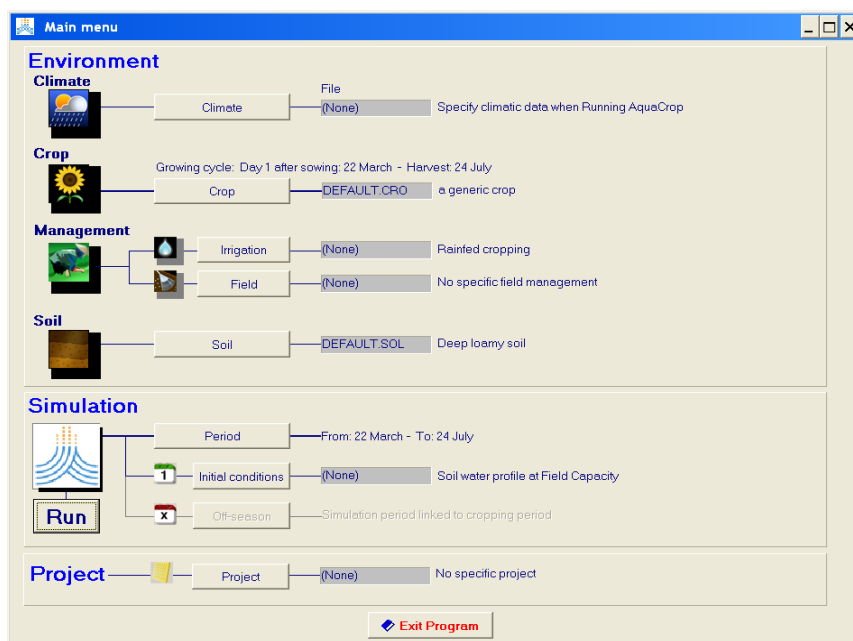 Main menu
Environment
Climate
File
Climate (None) Specify climatic data when Running AquaCrop
Crop
Growing cycle: Day 1 after sowing: 22 March - Harvest: 24 July
Crop DEFAULT.CRO a generic crop
Management
Irrigation (None) Rainfed cropping
Field (None) No specific field management
Soil
Soil DEFAULT.SOL Deep loamy soil
Simulation
Period From: 22 March - To: 24 July
1 Initial conditions (None) Soil water profile at Field Capacity
Run x Off-season Simulation period linked to cropping period
Project Project (None) No specific project
Exit Program